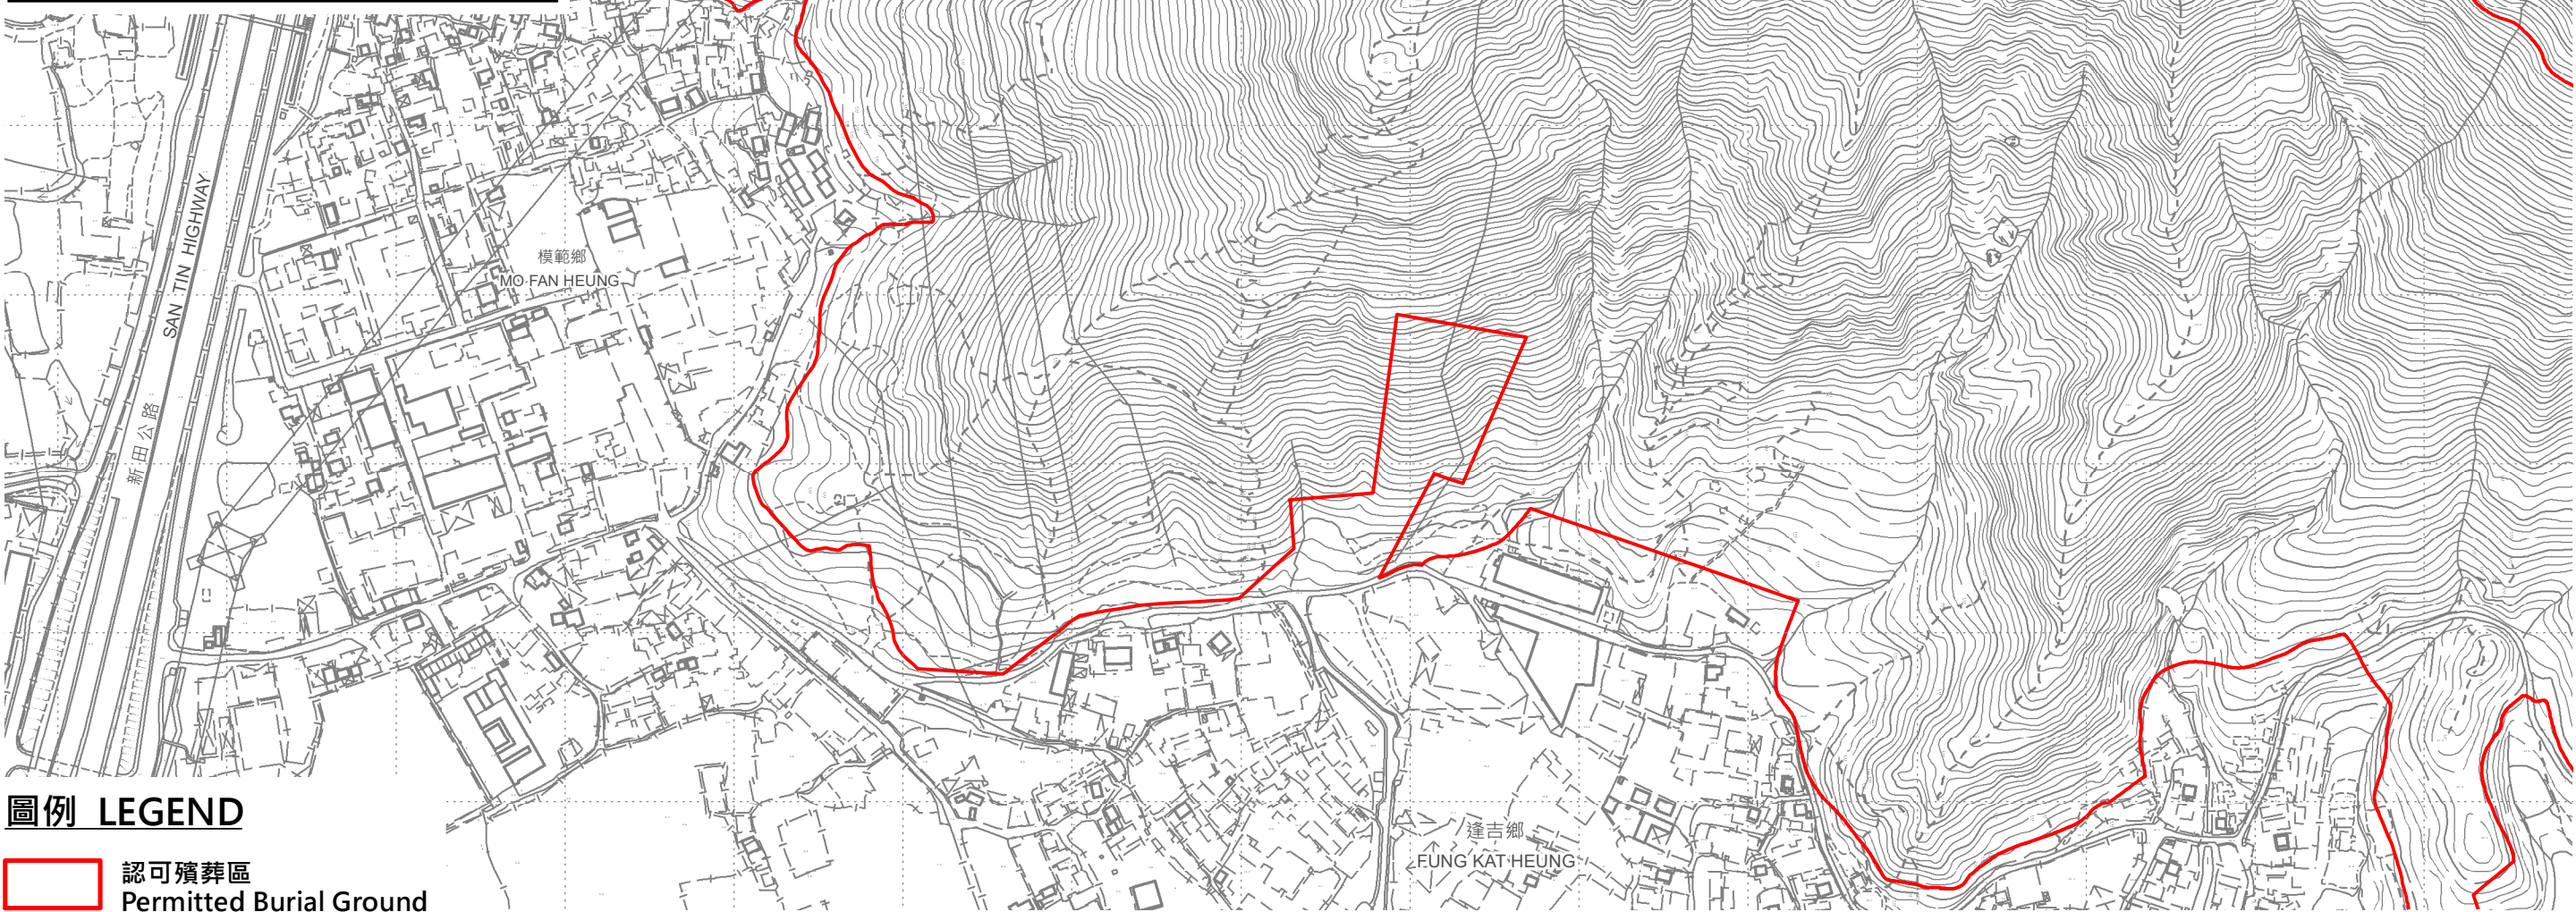 SAN TIN HIGHWAY
新田公路
模範鄉
MO FAN HEUNG
逢吉鄉
FUNG KAT HEUNG
圖例 LEGEND
認可殯葬區
Permitted Burial Ground